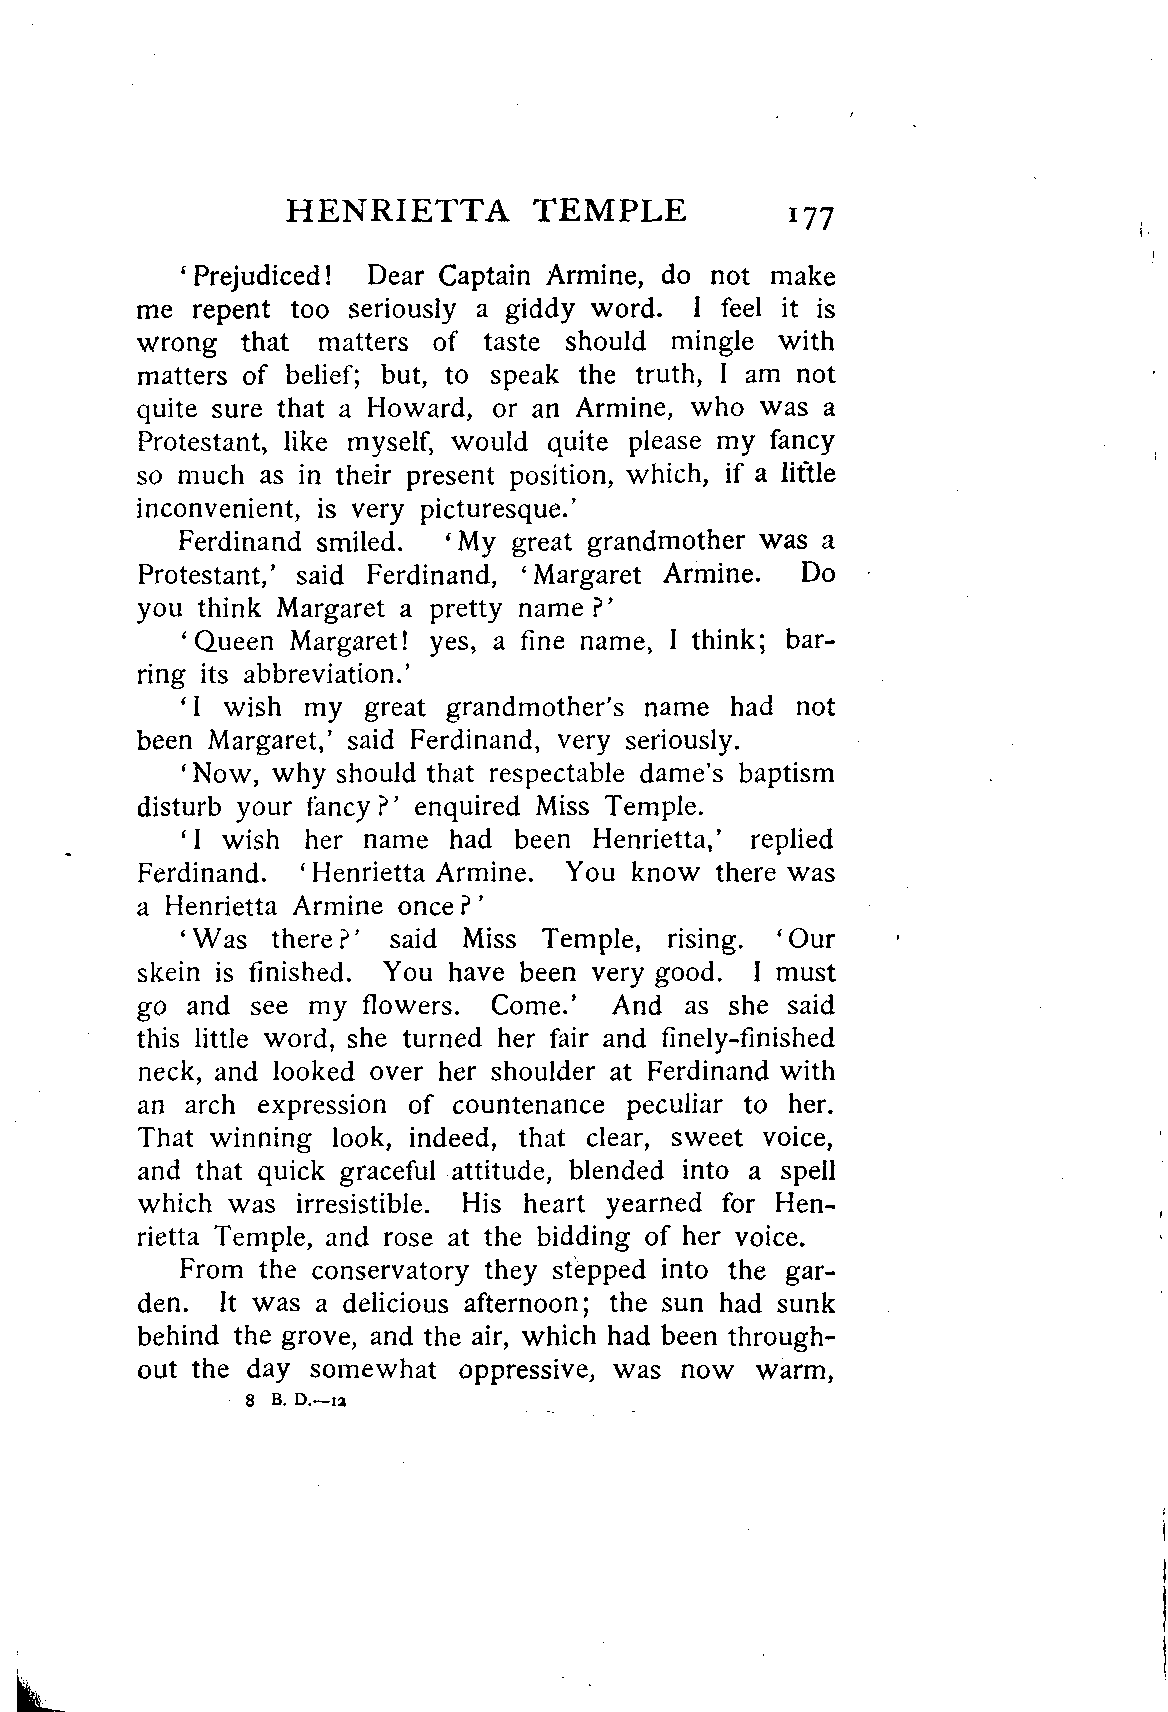 HENRIETTA TEMPLE 177
‘Prejudiced! Dear Captain Armine, do not make
me repent too seriously a giddy word. I feel it is
wrong that matters of taste should mingle with
matters of belief; but, to speak the truth, I am not
quite sure that a Howard, or an Armine, who was a
Protestant, like myself, would quite please my fancy
so much as in their present position, which, if a little
inconvenient, is very picturesque.’
Ferdinand smiled. ‘My great grandmother was a
Protestant,’ said Ferdinand, ‘Margaret Armine. Do
you think Margaret a pretty name?’
‘Queen Margaret! yes, a fine name, I think; bar-
ring its abbreviation.’
‘I wish my great grandmother's name had not
been Margaret,’ said Ferdinand, very seriously.
‘Now, why should that respectable dame's baptism
disturb your fancy?’ enquired Miss Temple.
‘I wish her name had been Henrietta,’ replied
Ferdinand. ‘Henrietta Armine. You know there was
a Henrietta Armine once?’
‘Was there?’ said Miss Temple, rising. ‘Our
skein is finished. You have been very good. I must
go and see my flowers. Come.’ And as she said
this little word, she turned her fair and finely-finished
neck, and looked over her shoulder at Ferdinand with
an arch expression of countenance peculiar to her.
That winning look, indeed, that clear, sweet voice,
and that quick graceful attitude, blended into a spell
which was irresistible. His heart yearned for Hen-
rietta Temple, and rose at the bidding of her voice.
From the conservatory they stepped into the gar-
den. It was a delicious afternoon; the sun had sunk
behind the grove, and the air, which had been through-
out the day somewhat oppressive, was now warm,
8 B. D.—12